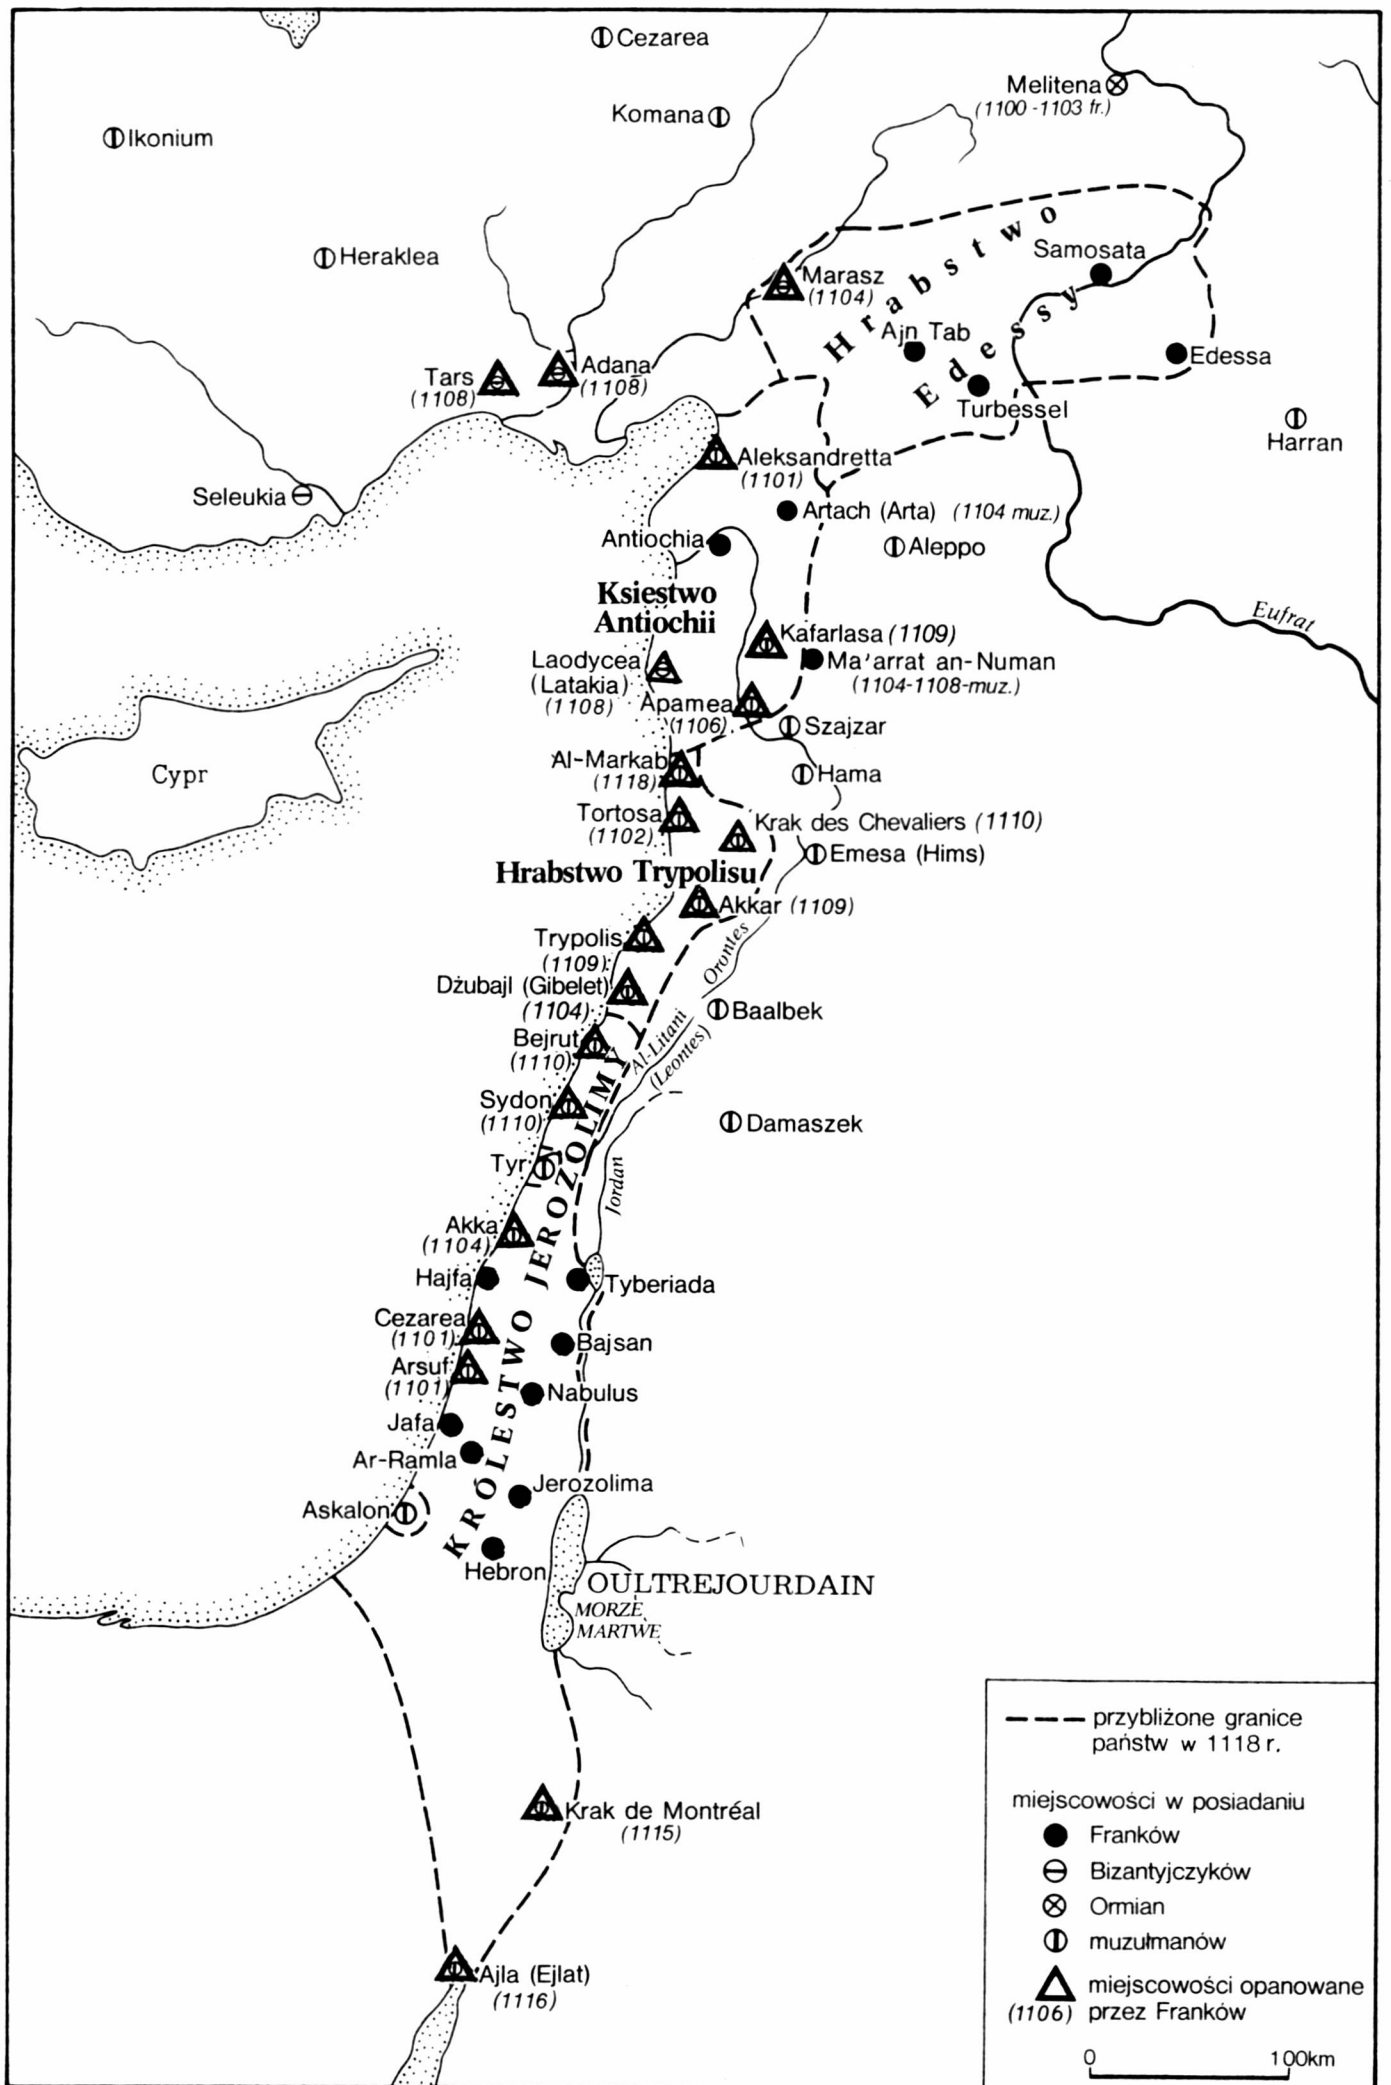 Cezarea
Melitena
(1100-1103 fr.)
Komana
Ikonium
Heraklea
Hrabstwo
Edessy
Samosata
Marasz
(1104)
Ajn Tab
Edessa
Tars
(1108)
Adana
(1108)
Turbessel
Harran
Aleksandretta
(1101)
Seleukia
Artach (Arta) (1104 muz.)
Antiochia
Aleppo
Ksiestwo
Antiochii
Eufrat
Kafarlasa (1109)
Laodycea
(Latakia)
(1108)
Ma'arrat an-Numan
(1104-1108-muz.)
Apamea
(1106)
Szajzar
Cypr
Al-Markab
(1118)
Hama
Tortosa
(1102)
Krak des Chevaliers (1110)
Emesa (Hims)
Hrabstwo Trypolisu
Akkar (1109)
Trypolis
(1109)
Orontes
Dżubajl (Gibelet)
(1104)
Baalbek
Bejrut
(1110)
Al-Litani
(Leontes)
Sydon
(1110)
Damaszek
Tyr
Jordan
KRÓLESTWO JEROZOLIMY
Akka
(1104)
Hajfa
Tyberiada
Cezarea
(1101)
Bajsan
Arsuf
(1101)
Nabulus
Jafa
Ar-Ramla
Jerozolima
Askalon
Hebron
OULTREJOURDAIN
MORZE
MARTWE
Krak de Montréal
(1115)
Ajla (Ejlat)
(1116)
przybliżone granice
państw w 1118 r.
miejscowości w posiadaniu
Franków
Bizantyjczyków
Ormian
muzułmanów
miejscowości opanowane
(1106) przez Franków
0 100km